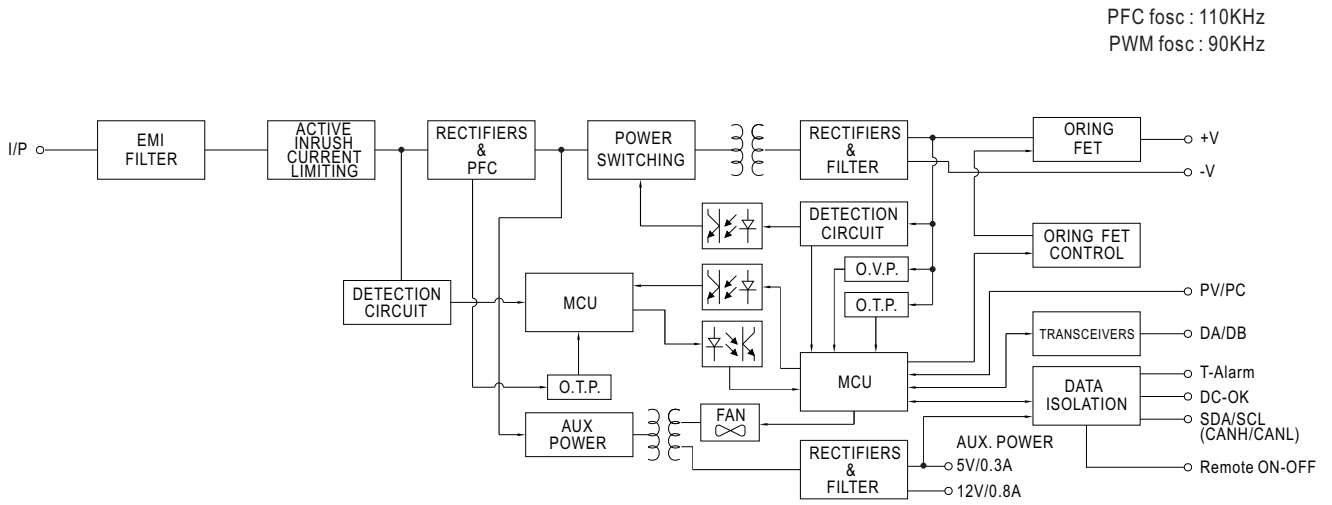 PFC fosc : 110KHz
PWM fosc : 90KHz
I/P
EMI
FILTER
ACTIVE
INRUSH
CURRENT
LIMITING
RECTIFIERS
&
PFC
POWER
SWITCHING
RECTIFIERS
&
FILTER
ORING
FET
+V
-V
DETECTION
CIRCUIT
ORING FET
CONTROL
O.V.P.
O.T.P.
DETECTION
CIRCUIT
MCU
PV/PC
TRANSCEIVERS
DA/DB
O.T.P.
MCU
DATA
ISOLATION
T-Alarm
DC-OK
SDA/SCL
(CANH/CANL)
Remote ON-OFF
AUX
POWER
FAN
RECTIFIERS
&
FILTER
AUX. POWER
5V/0.3A
12V/0.8A